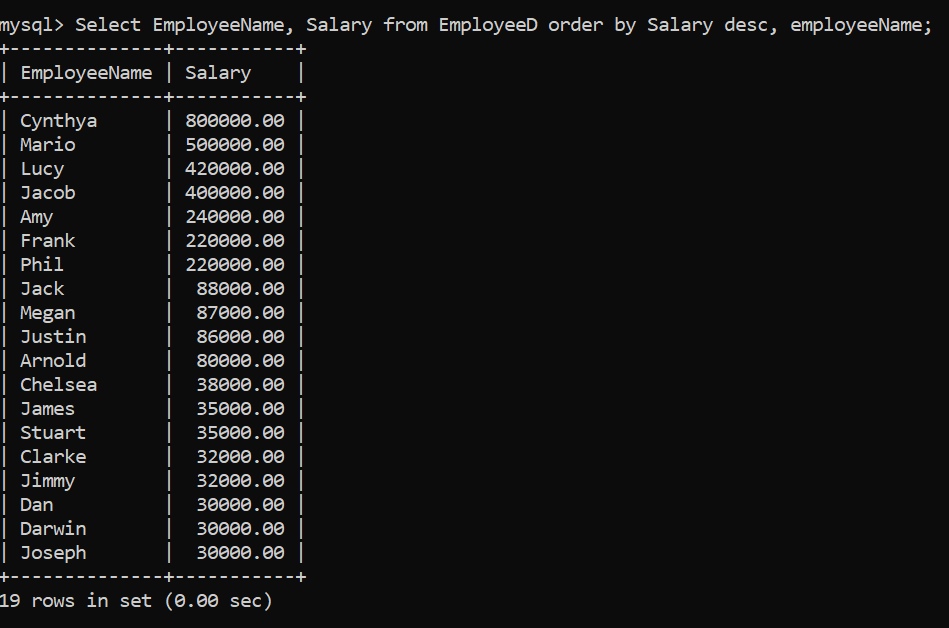 mysql> Select EmployeeName, Salary from EmployeeD order by Salary desc, employeeName;
+--------------+-----------+
| EmployeeName | Salary    |
+--------------+-----------+
| Cynthya      | 800000.00 |
| Mario        | 500000.00 |
| Lucy         | 420000.00 |
| Jacob        | 400000.00 |
| Amy          | 240000.00 |
| Frank        | 220000.00 |
| Phil         | 220000.00 |
| Jack         |  88000.00 |
| Megan        |  87000.00 |
| Justin       |  86000.00 |
| Arnold       |  80000.00 |
| Chelsea      |  38000.00 |
| James        |  35000.00 |
| Stuart       |  35000.00 |
| Clarke       |  32000.00 |
| Jimmy        |  32000.00 |
| Dan          |  30000.00 |
| Darwin       |  30000.00 |
| Joseph       |  30000.00 |
+--------------+-----------+
19 rows in set (0.00 sec)